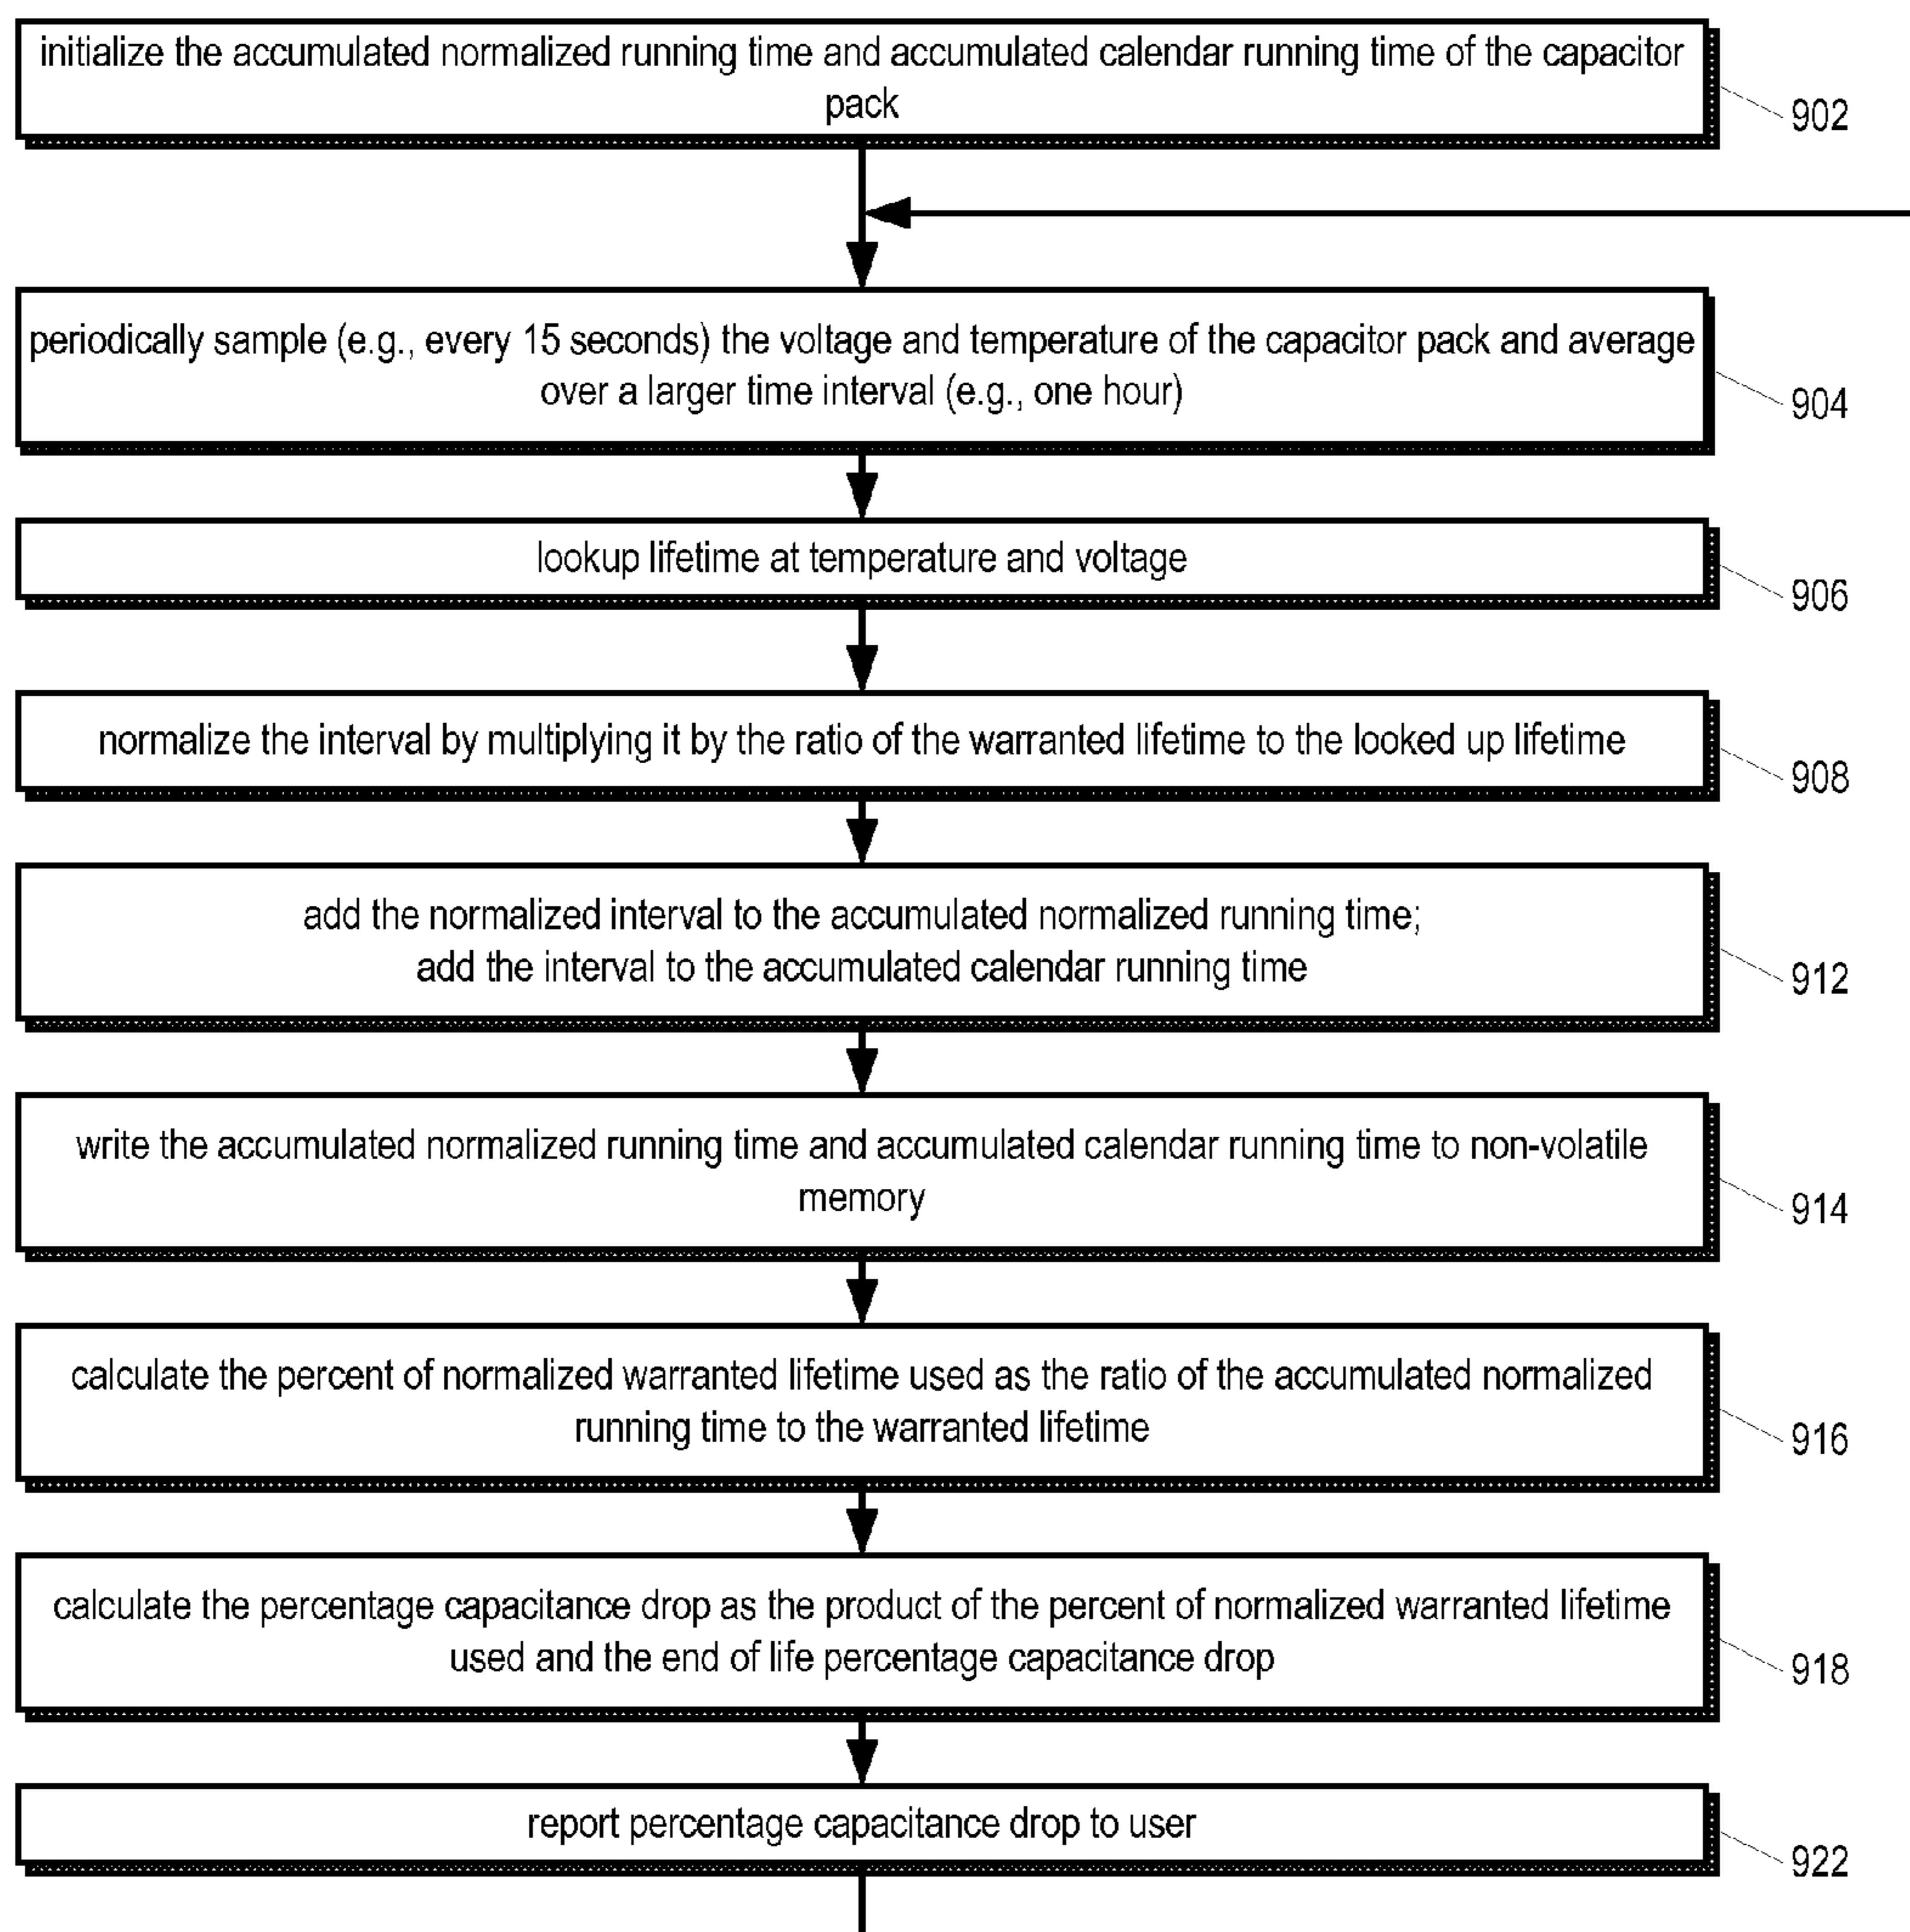 initialize the accumulated normalized running time and accumulated calendar running time of the capacitor
pack
902
periodically sample (e.g., every 15 seconds) the voltage and temperature of the capacitor pack and average
over a larger time interval (e.g., one hour)
904
lookup lifetime at temperature and voltage
906
normalize the interval by multiplying it by the ratio of the warranted lifetime to the looked up lifetime
908
add the normalized interval to the accumulated normalized running time;
add the interval to the accumulated calendar running time
912
write the accumulated normalized running time and accumulated calendar running time to non-volatile
memory
914
calculate the percent of normalized warranted lifetime used as the ratio of the accumulated normalized
running time to the warranted lifetime
916
calculate the percentage capacitance drop as the product of the percent of normalized warranted lifetime
used and the end of life percentage capacitance drop
918
report percentage capacitance drop to user
922